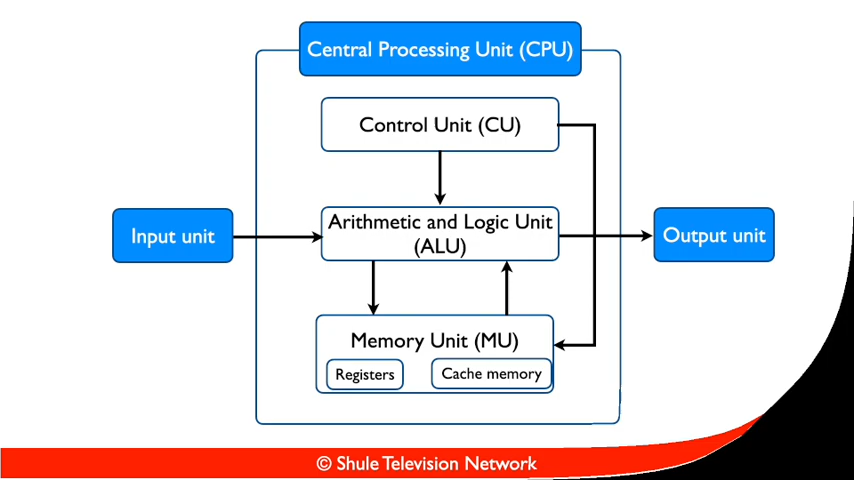 Central Processing Unit (CPU)
Control Unit (CU)
Arithmetic and Logic Unit
(ALU)
Input unit
Output unit
Memory Unit (MU)
Registers
Cache memory
© Shule Television Network